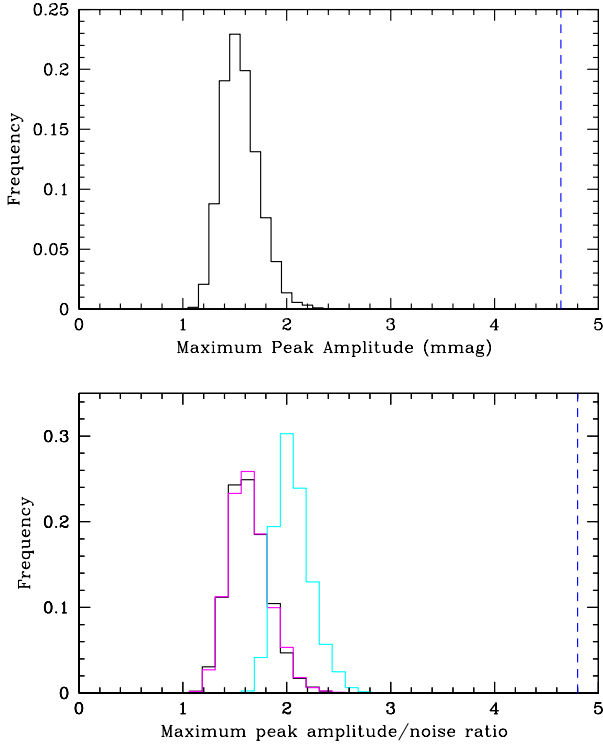 0.25
0.2
0.15
0.1
0.05
0
Frequency
0 1 2 3 4 5
Maximum Peak Amplitude (mmag)
0.3
0.2
0.1
0
Frequency
0 1 2 3 4 5
Maximum peak amplitude/noise ratio